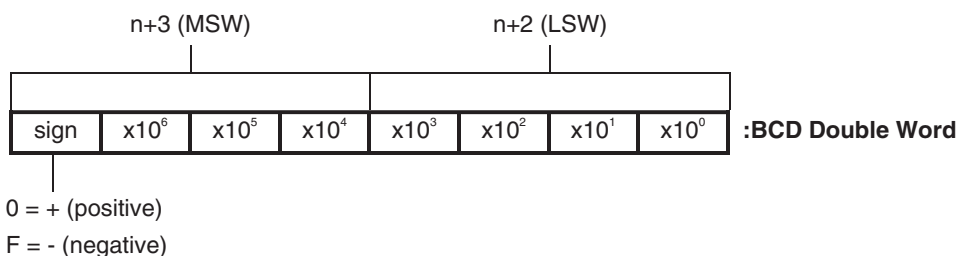 n+3 (MSW) n+2 (LSW)
sign x10⁶ x10⁵ x10⁴ x10³ x10² x10¹ x10⁰ :BCD Double Word
0 = + (positive)
F = - (negative)